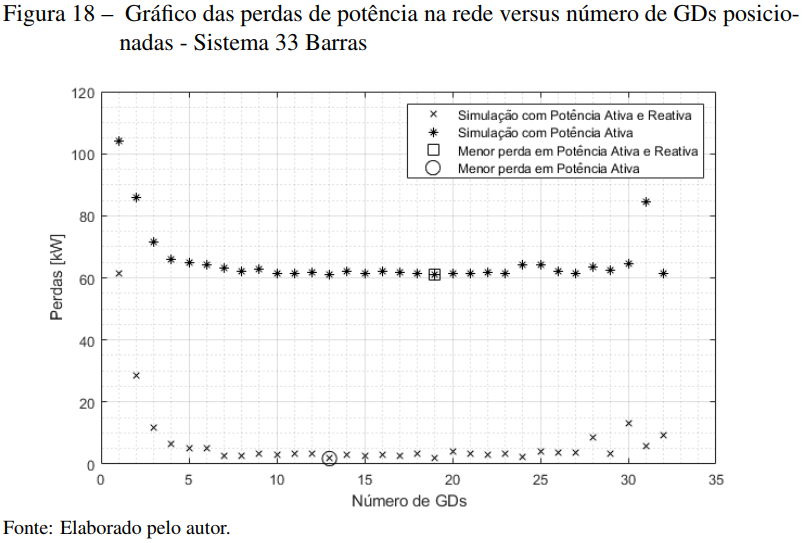 Figura 18 – Gráfico das perdas de potência na rede versus número de GDs posicio-
nadas - Sistema 33 Barras
120
100
80
60
40
20
0
Perdas [kW]
Simulação com Potência Ativa e Reativa
Simulação com Potência Ativa
Menor perda em Potência Ativa e Reativa
Menor perda em Potência Ativa
0 5 10 15 20 25 30 35
Número de GDs
Fonte: Elaborado pelo autor.